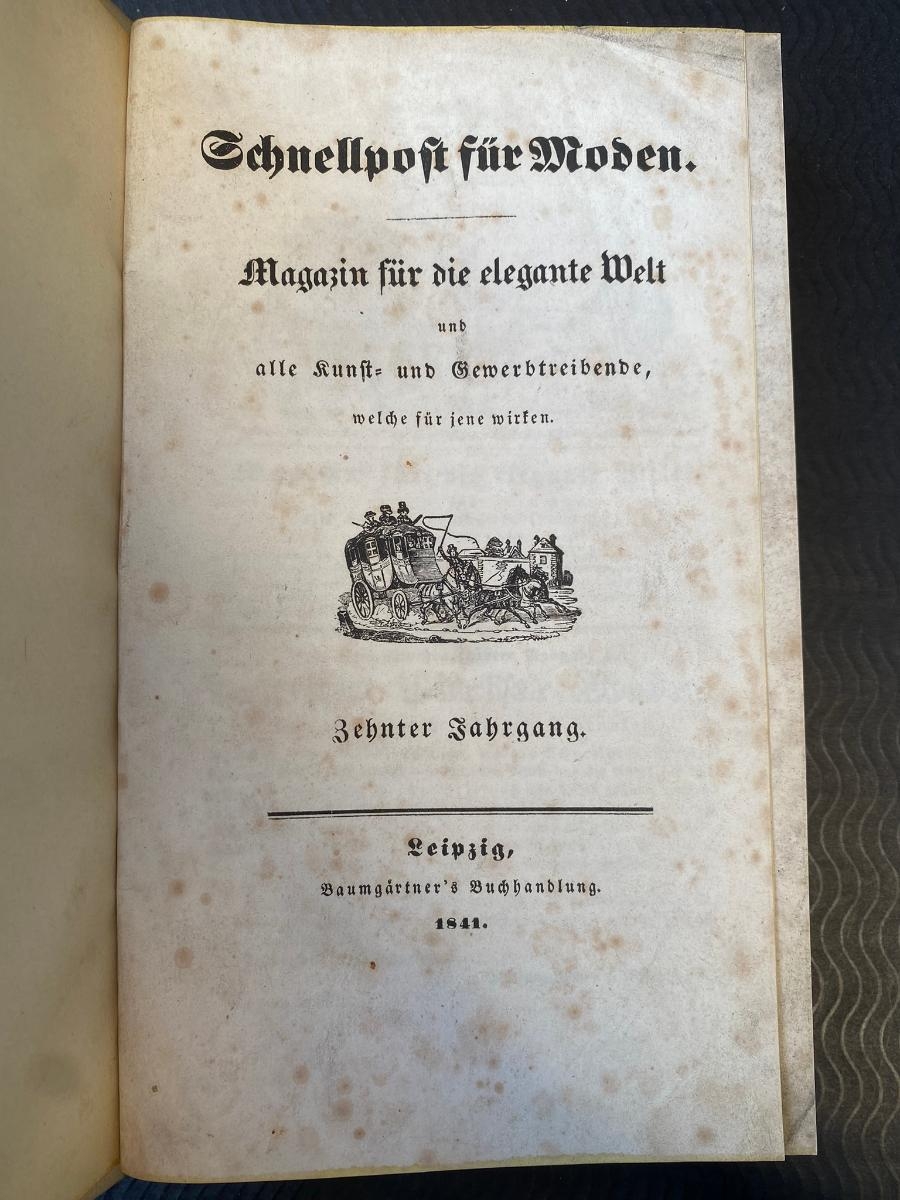 Schnellpoſt für Moden.
Magazin für die elegante Welt
und
alle Kunſt= und Gewerbtreibende,
welche für jene wirken.
Zehnter Jahrgang.
Leipzig,
Baumgärtner's Buchhandlung.
1841.